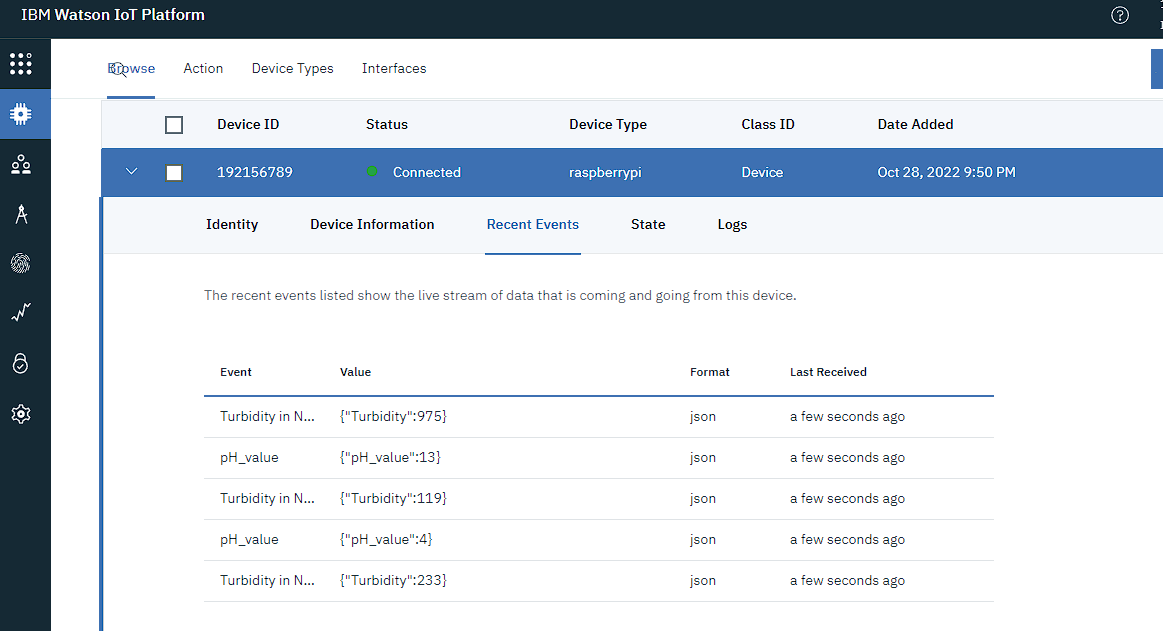 IBM Watson IoT Platform
Browse Action Device Types Interfaces
Device ID Status Device Type Class ID Date Added
192156789 Connected raspberrypi Device Oct 28, 2022 9:50 PM
Identity Device Information Recent Events State Logs
The recent events listed show the live stream of data that is coming and going from this device.
Event Value Format Last Received
Turbidity in N... {"Turbidity":975} json a few seconds ago
pH_value {"pH_value":13} json a few seconds ago
Turbidity in N... {"Turbidity":119} json a few seconds ago
pH_value {"pH_value":4} json a few seconds ago
Turbidity in N... {"Turbidity":233} json a few seconds ago